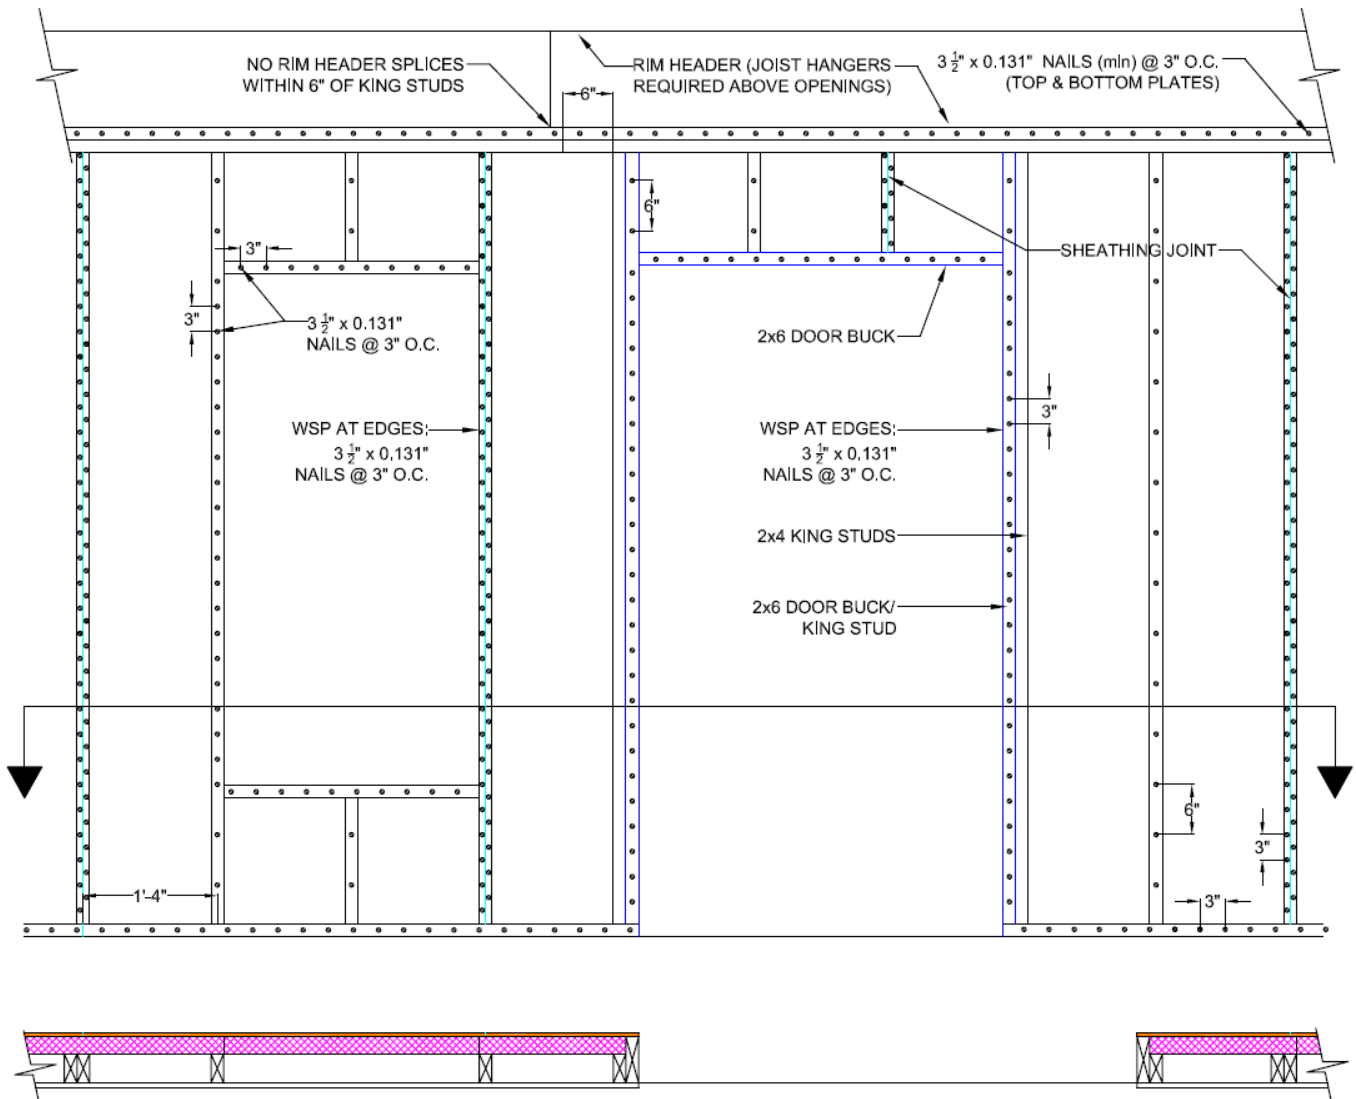 NO RIM HEADER SPLICES
WITHIN 6" OF KING STUDS
RIM HEADER (JOIST HANGERS
REQUIRED ABOVE OPENINGS)
3 1/2" x 0.131" NAILS (min) @ 3" O.C.
(TOP & BOTTOM PLATES)
6"
6"
3"
SHEATHING JOINT
3"
3 1/2" x 0.131"
NAILS @ 3" O.C.
2x6 DOOR BUCK
3"
WSP AT EDGES:
3 1/2" x 0.131"
NAILS @ 3" O.C.
WSP AT EDGES:
3 1/2" x 0.131"
NAILS @ 3" O.C.
2x4 KING STUDS
2x6 DOOR BUCK/
KING STUD
6"
3"
1'-4"
3"